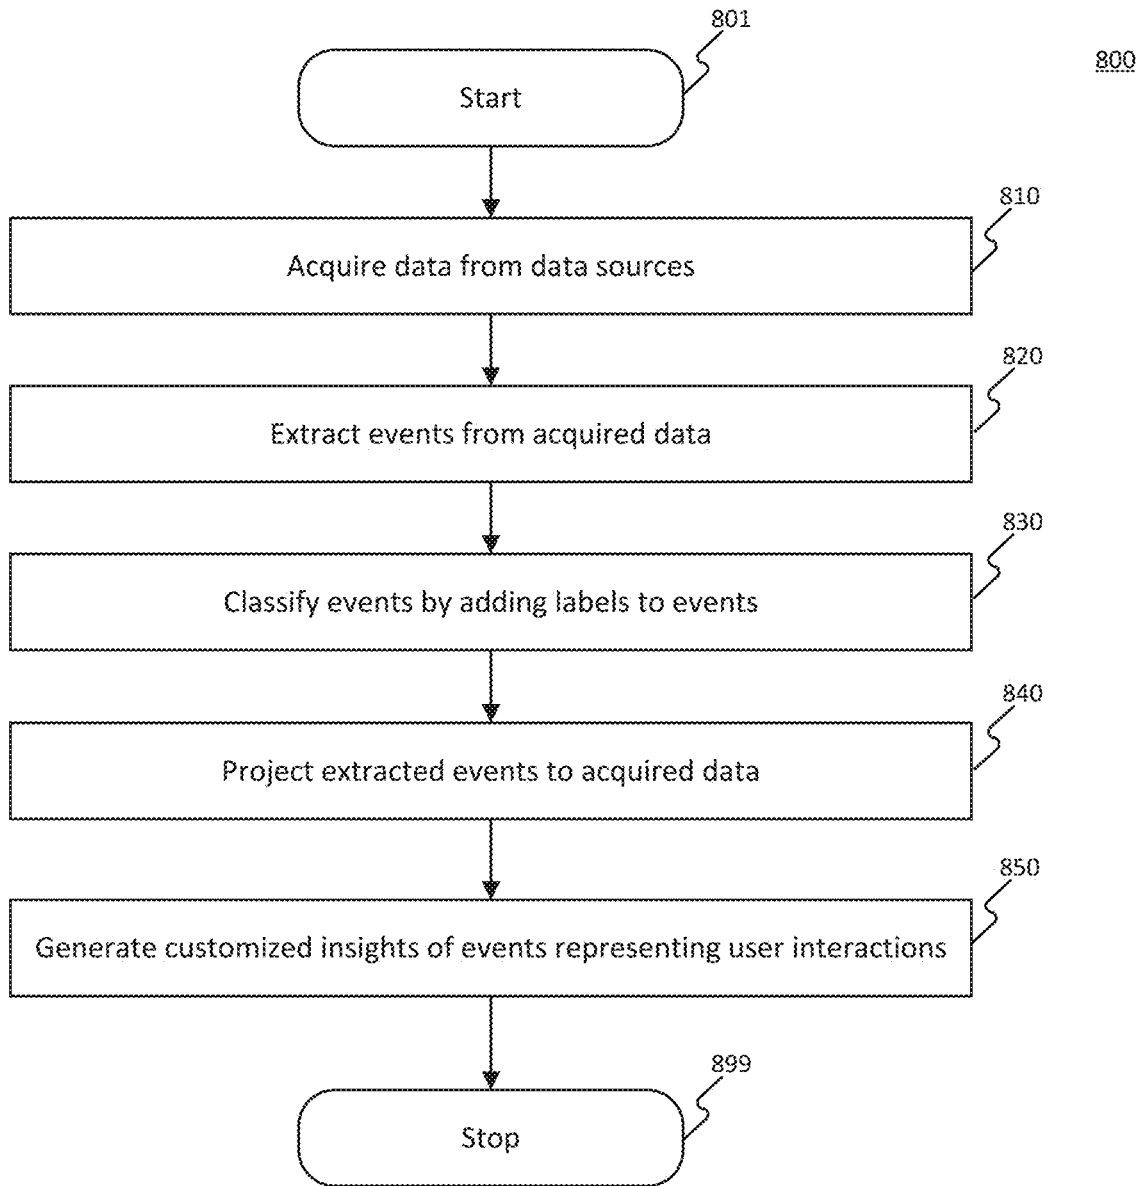 801
800
Start
810
Acquire data from data sources
820
Extract events from acquired data
830
Classify events by adding labels to events
840
Project extracted events to acquired data
850
Generate customized insights of events representing user interactions
899
Stop